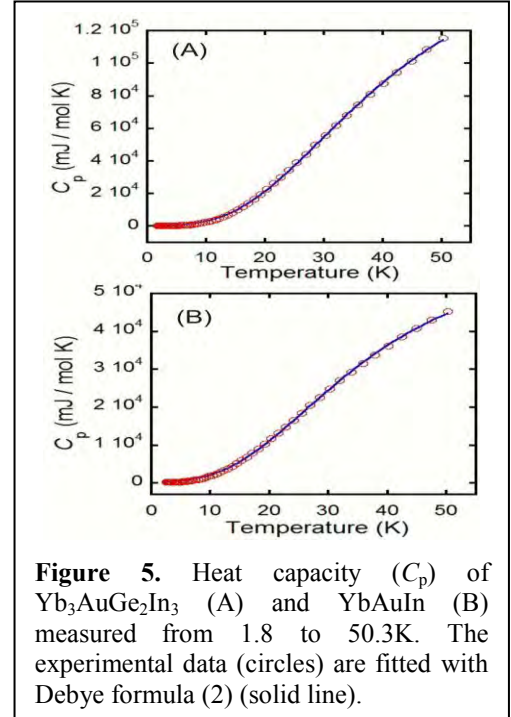 1.2 10⁵
1 10⁵
8 10⁴
6 10⁴
4 10⁴
2 10⁴
0
Cₚ (mJ / mol K)
(A)
0 10 20 30 40 50
Temperature (K)
5 10⁴
4 10⁴
3 10⁴
2 10⁴
1 10⁴
0
Cₚ (mJ / mol K)
(B)
0 10 20 30 40 50
Temperature (K)
Figure 5. Heat capacity (Cₚ) of
Yb₃AuGe₂In₃ (A) and YbAuIn (B)
measured from 1.8 to 50.3K. The
experimental data (circles) are fitted with
Debye formula (2) (solid line).